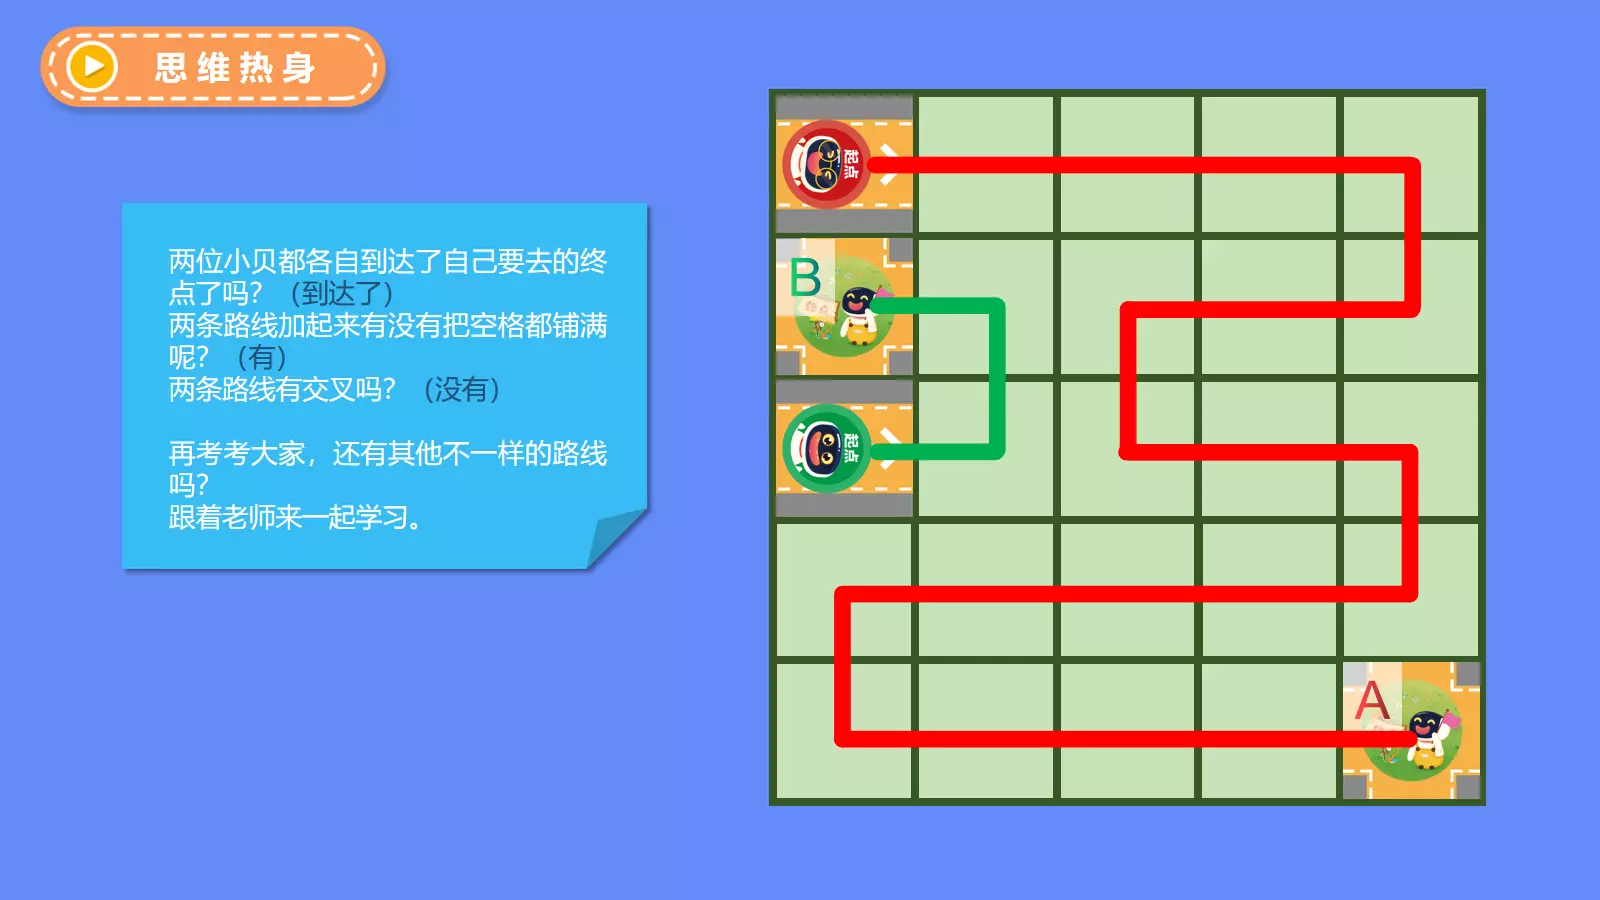 思维热身
两位小贝都各自到达了自己要去的终
点了吗？（到达了）
两条路线加起来有没有把空格都铺满
呢？（有）
两条路线有交叉吗？（没有）
再考考大家，还有其他不一样的路线
吗？
跟着老师来一起学习。
起点
B
终点
起点
A